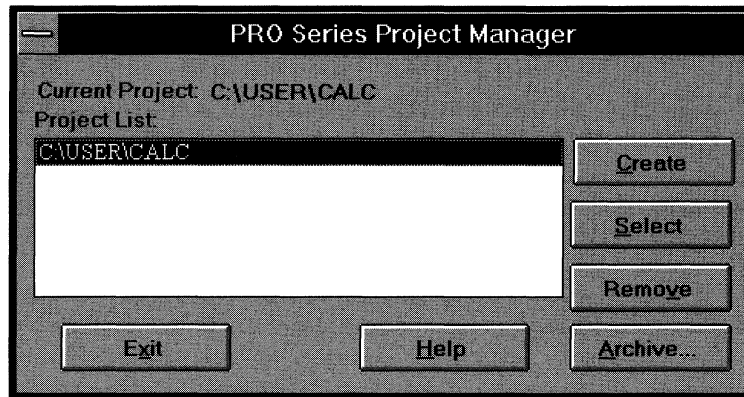 PRO Series Project Manager
Current Project: C:\USER\CALC
Project List:
C:\USER\CALC
Create
Select
Remove
Exit
Help
Archive...